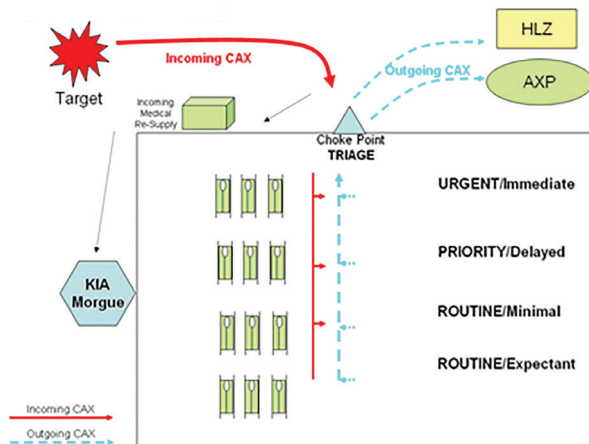 HLZ
Incoming CAX
Outgoing CAX
AXP
Target
Incoming
Medical
Re-Supply
Choke Point
TRIAGE
URGENT/Immediate
PRIORITY/Delayed
KIA
Morgue
ROUTINE/Minimal
ROUTINE/Expectant
Incoming CAX
Outgoing CAX